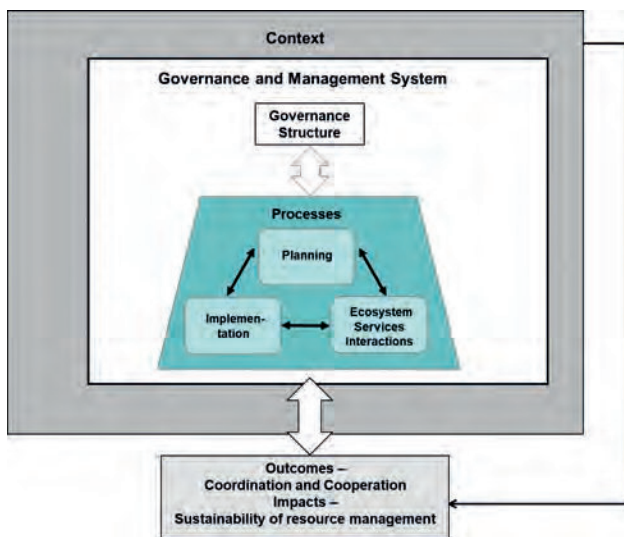 Context
Governance and Management System
Governance
Structure
Processes
Planning
Implemen-
tation
Ecosystem
Services
Interactions
Outcomes –
Coordination and Cooperation
Impacts –
Sustainability of resource management